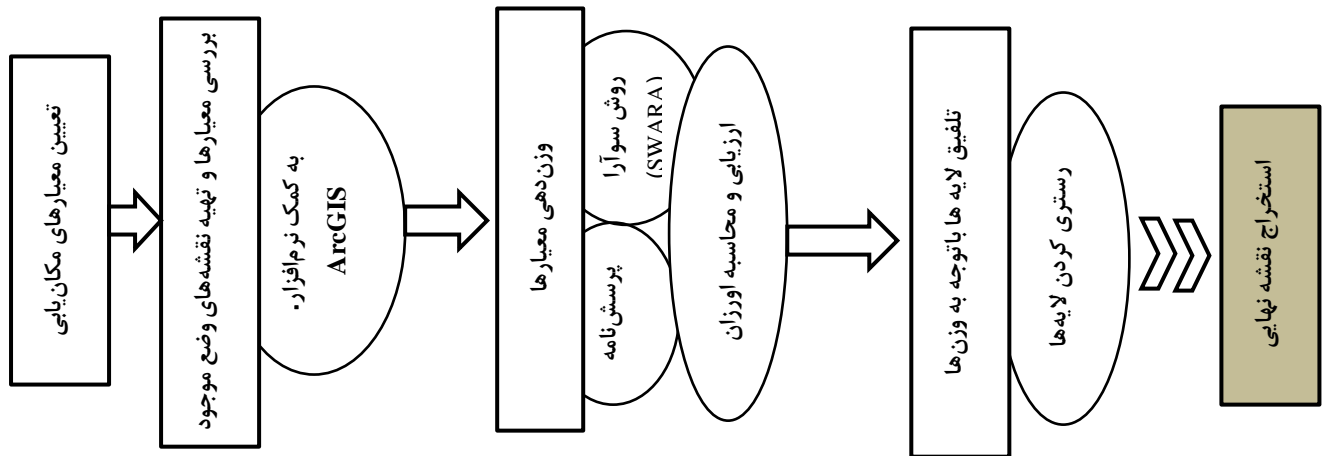 تعیین معیارهای مکان‌یابی
بررسی معیارها و تهیه نقشه‌های وضع موجود
به کمک نرم‌افزار.
ArcGIS
وزن‌دهی معیارها
پرسش‌نامه
روش سوآرا
(SWARA)
ارزیابی و محاسبه اورزان
تلفیق لایه ها باتوجه به وزن‌ها
رستری کردن لایه‌ها
استخراج نقشه نهایی